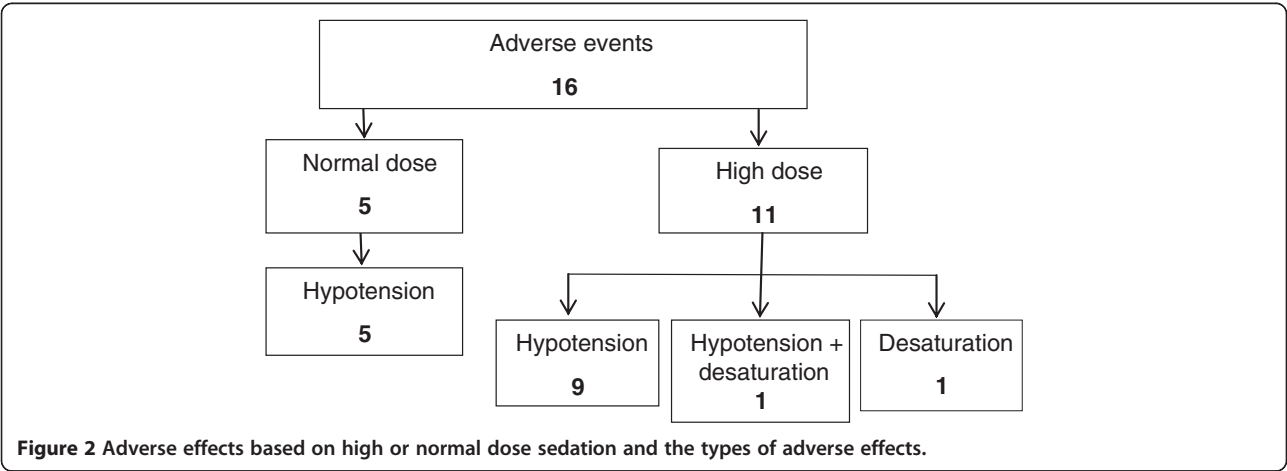 Adverse events
16
Normal dose
5
High dose
11
Hypotension
5
Hypotension
9
Hypotension +
desaturation
1
Desaturation
1
Figure 2 Adverse effects based on high or normal dose sedation and the types of adverse effects.